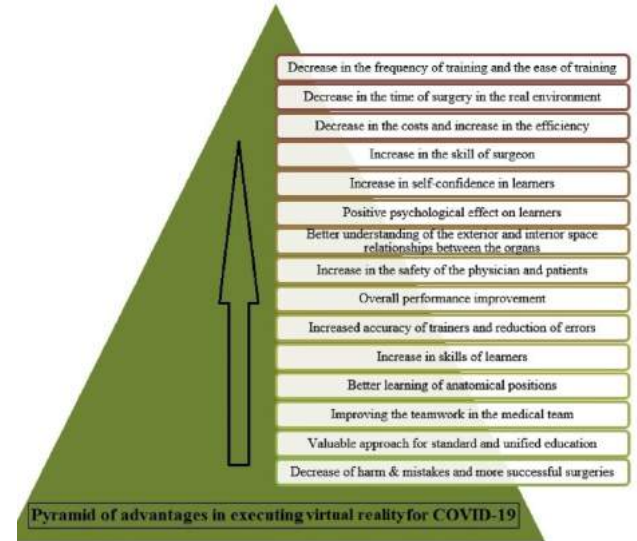 Decrease in the frequency of training and the ease of training
Decrease in the time of surgery in the real environment
Decrease in the costs and increase in the efficiency
Increase in the skill of surgeon
Increase in self-confidence in learners
Positive psychological effect on learners
Better understanding of the exterior and interior space
relationships between the organs
Increase in the safety of the physician and patients
Overall performance improvement
Increased accuracy of trainers and reduction of errors
Increase in skills of learners
Better learning of anatomical positions
Improving the teamwork in the medical team
Valuable approach for standard and unified education
Decrease of harm & mistakes and more successful surgeries
Pyramid of advantages in executing virtual reality for COVID-19